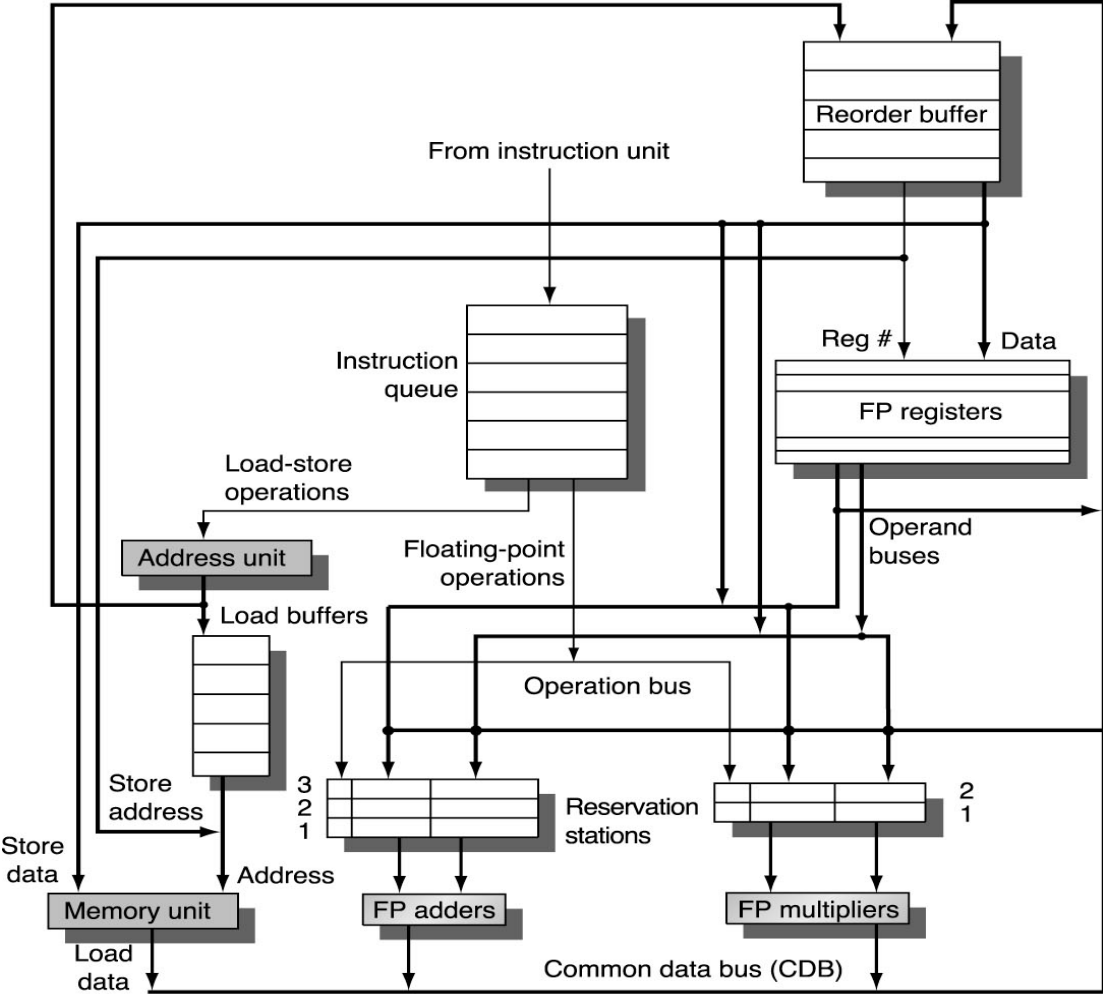 Reorder buffer
From instruction unit
Reg #
Data
Instruction
queue
FP registers
Load-store
operations
Operand
buses
Address unit
Floating-point
operations
Load buffers
Operation bus
Store
address
3
2
1
Reservation
stations
2
1
Store
data
Address
Memory unit
FP adders
FP multipliers
Load
data
Common data bus (CDB)